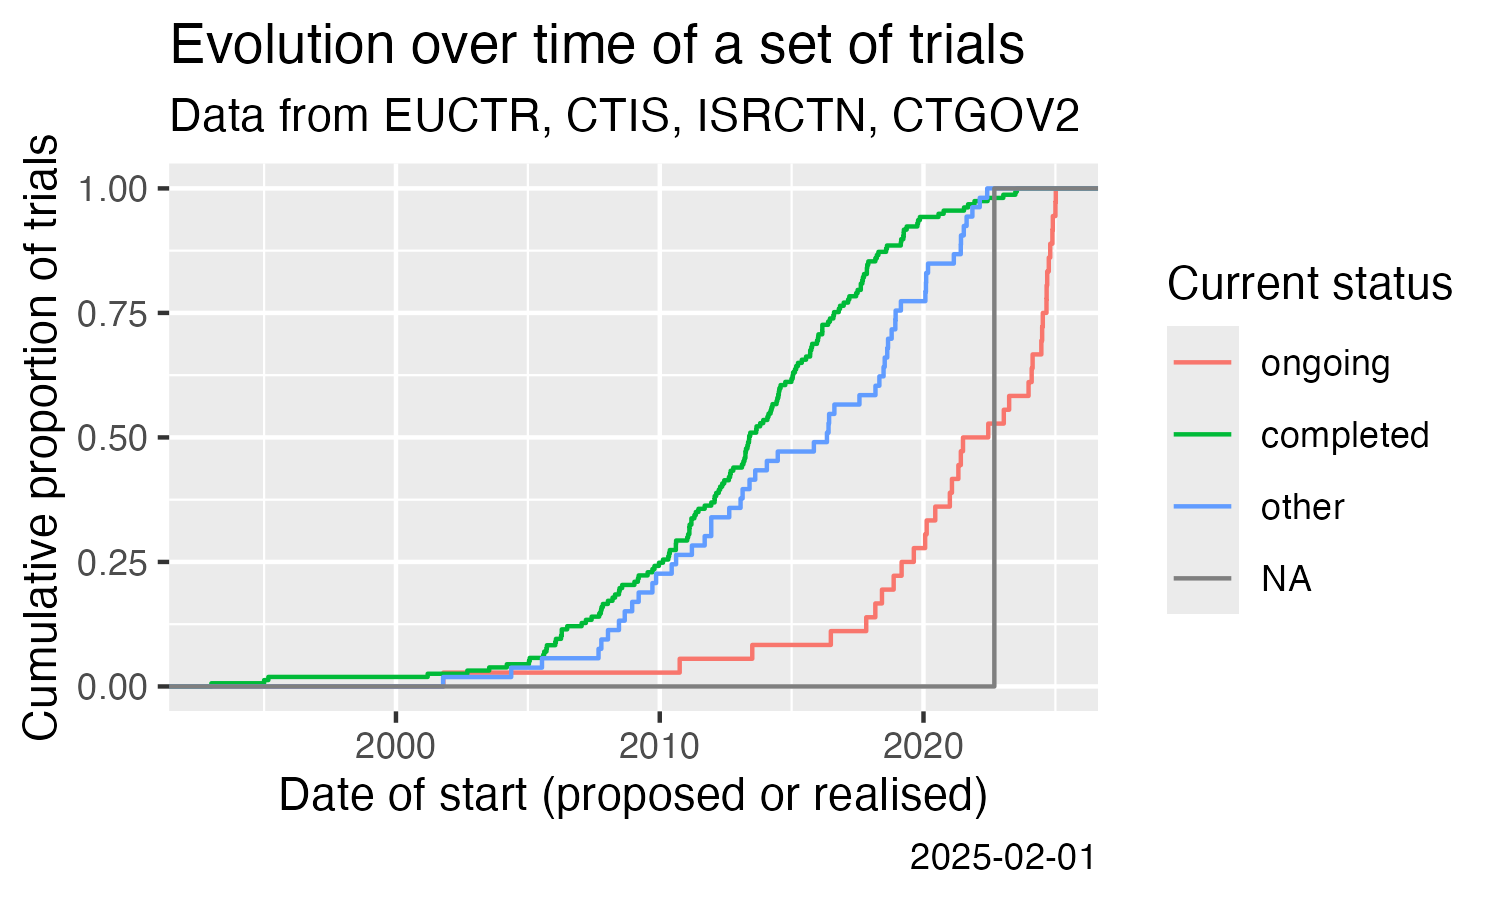 Evolution over time of a set of trials
Data from EUCTR, CTIS, ISRCTN, CTGOV2
Cumulative proportion of trials
1.00
0.75
0.50
0.25
0.00
2000
2010
2020
Date of start (proposed or realised)
Current status
ongoing
completed
other
NA
2025-02-01